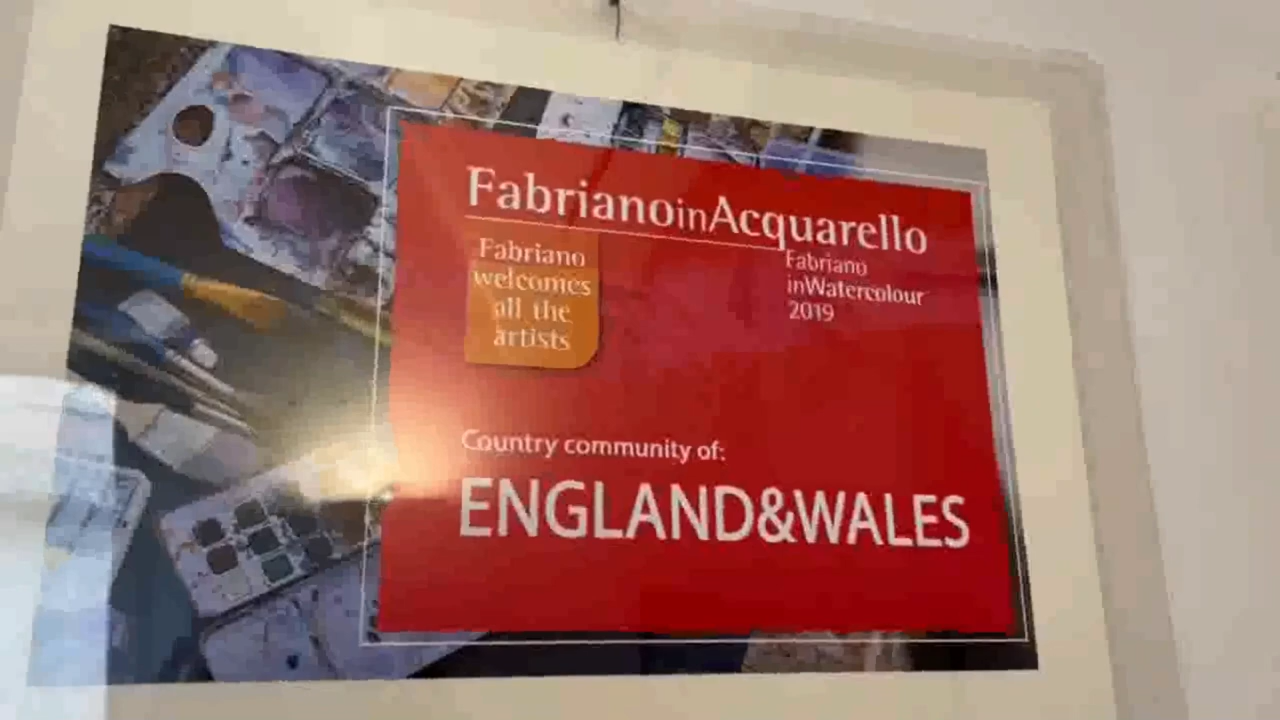 FabrianoinAcquarello
Fabriano
welcomes
all the
artists
Fabriano
inWatercolour
2019
Country community of:
ENGLAND&WALES